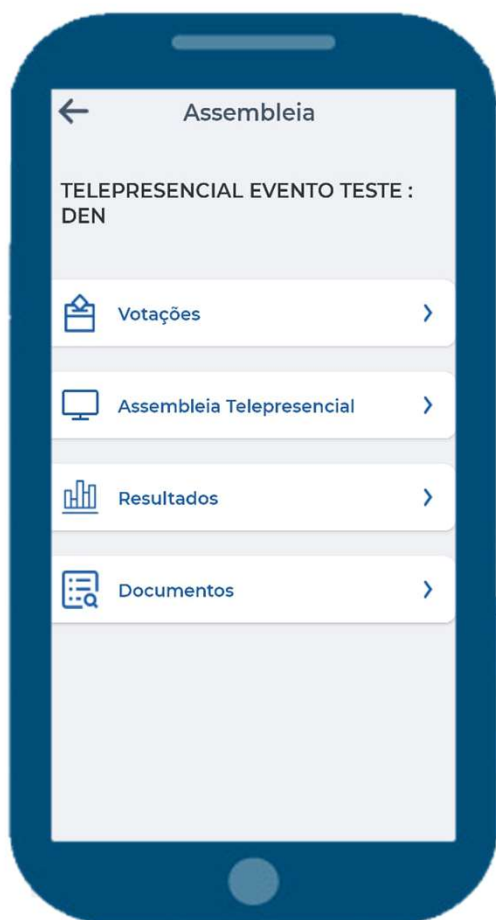 Assembleia
TELEPRESENCIAL EVENTO TESTE :
DEN
Votações
Assembleia Telepresencial
Resultados
Documentos